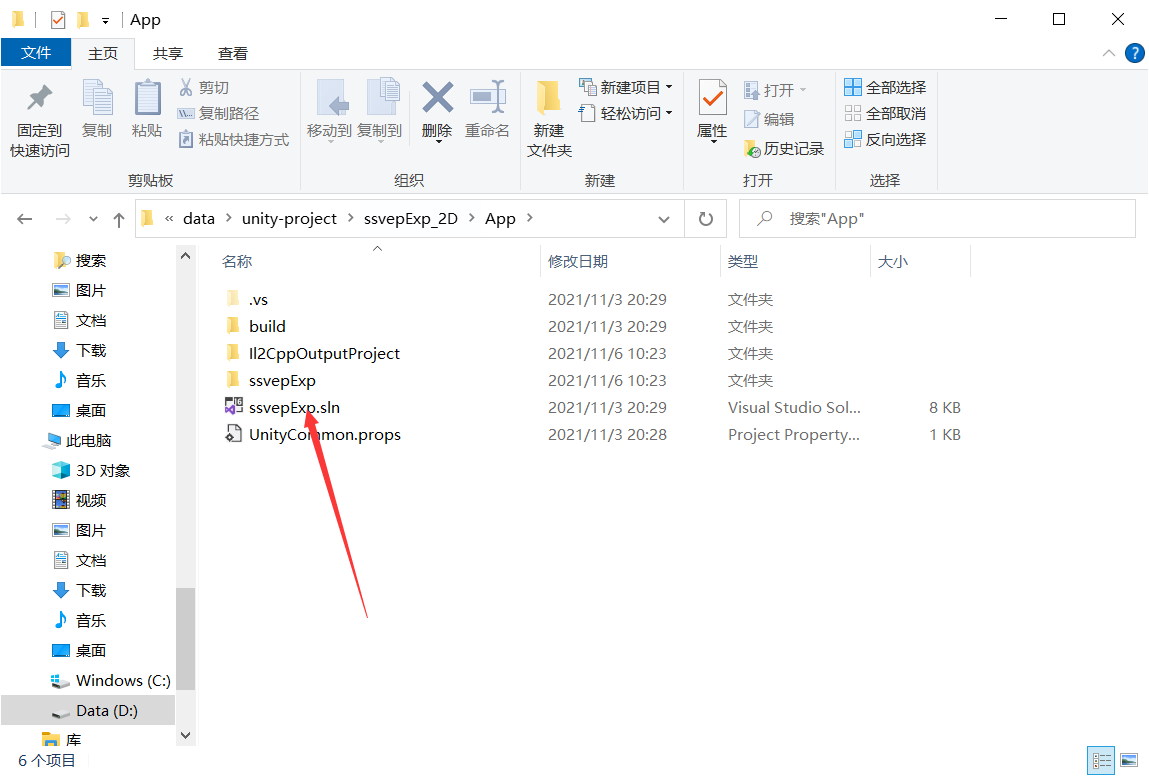 App
文件 主页 共享 查看
固定到
快速访问
复制
粘贴
剪切
复制路径
粘贴快捷方式
剪贴板
移动到
复制到
删除
重命名
组织
新建
文件夹
新建项目
轻松访问
新建
属性
打开
编辑
历史记录
打开
全部选择
全部取消
反向选择
选择
« data > unity-project > ssvepExp_2D > App >
搜索"App"
搜索
图片
文档
下载
音乐
桌面
此电脑
3D 对象
视频
图片
文档
下载
音乐
桌面
Windows (C:)
Data (D:)
库
名称 修改日期 类型 大小
.vs 2021/11/3 20:29 文件夹
build 2021/11/3 20:29 文件夹
Il2CppOutputProject 2021/11/6 10:23 文件夹
ssvepExp 2021/11/6 10:23 文件夹
ssvepExp.sln 2021/11/3 20:29 Visual Studio Sol... 8 KB
UnityCommon.props 2021/11/3 20:28 Project Property... 1 KB
6 个项目